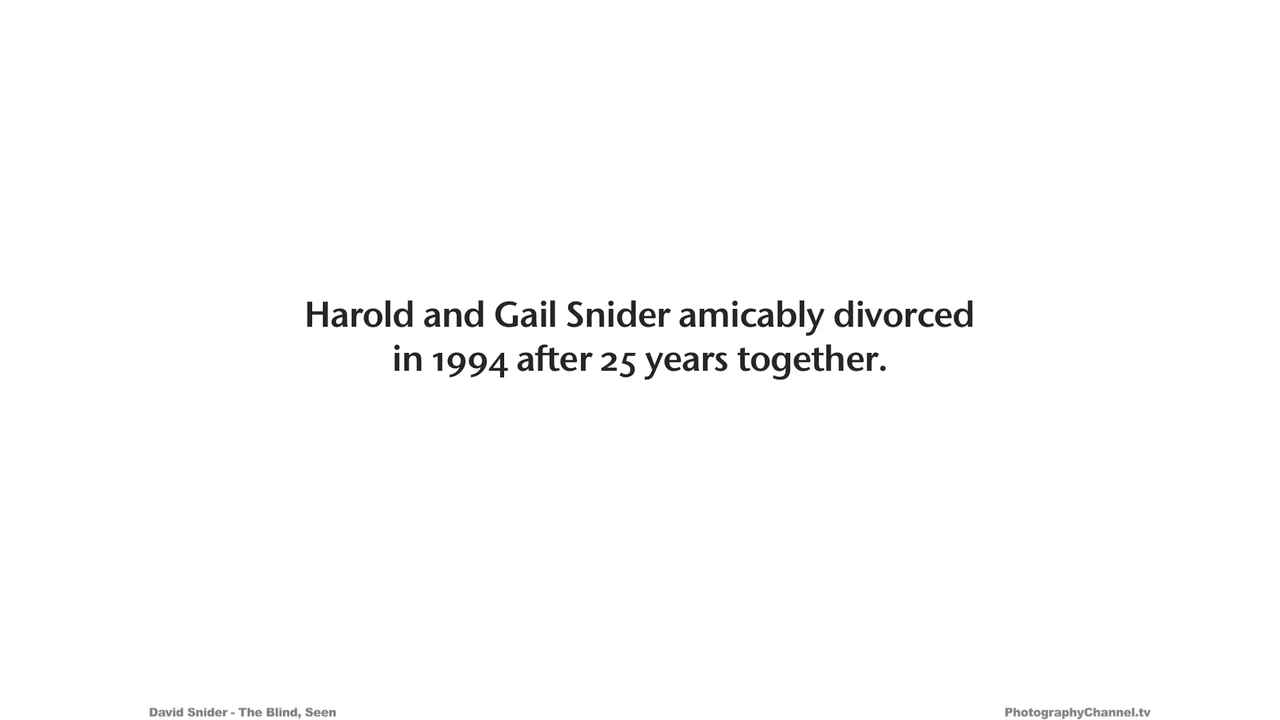 Harold and Gail Snider amicably divorced
in 1994 after 25 years together.
David Snider - The Blind, Seen
PhotographyChannel.tv